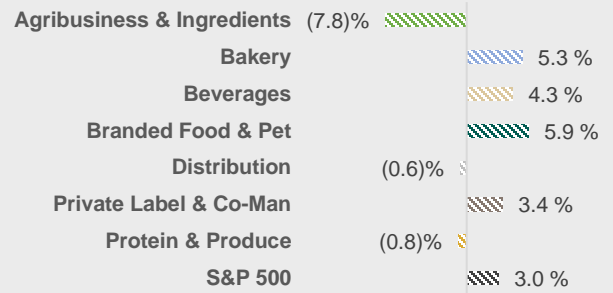 Agribusiness & Ingredients (7.8)%
Bakery 5.3 %
Beverages 4.3 %
Branded Food & Pet 5.9 %
Distribution (0.6)%
Private Label & Co-Man 3.4 %
Protein & Produce (0.8)%
S&P 500 3.0 %